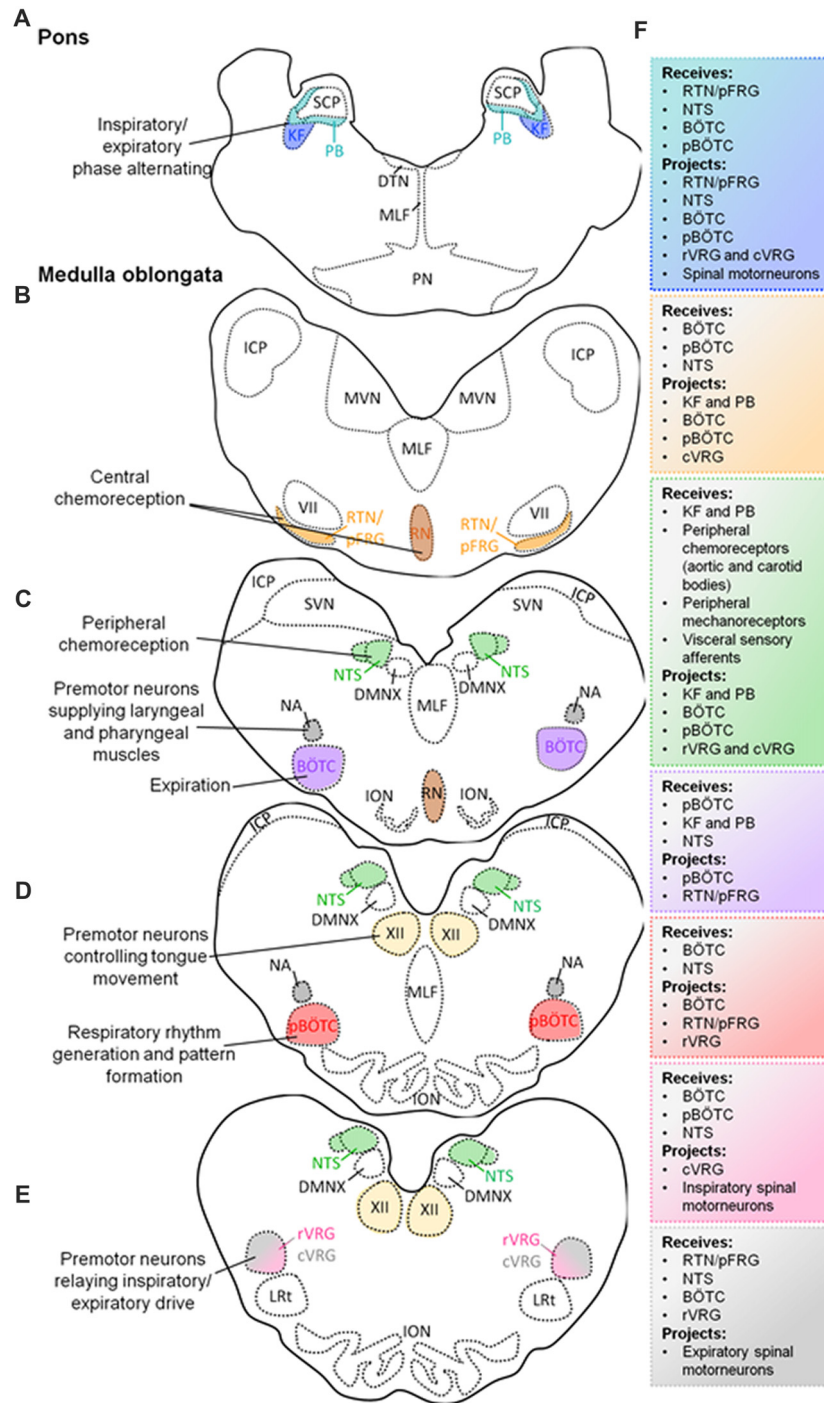 A
Pons
SCP
SCP
Inspiratory/
expiratory
phase alternating
KF
PB
PB
KF
DTN
MLF
PN
Medulla oblongata
B
ICP
ICP
MVN
MVN
MLF
Central
chemoreception
VII
VII
RTN/
pFRG
RN
RTN/
pFRG
C
ICP
SVN
SVN
ICP
Peripheral
chemoreception
NTS
NTS
DMNX
DMNX
MLF
Premotor neurons
supplying laryngeal
and pharyngeal
muscles
NA
NA
BÖTC
BÖTC
Expiration
ION
RN
ION
D
ICP
ICP
NTS
NTS
DMNX
DMNX
XII
XII
Premotor neurons
controlling tongue
movement
NA
NA
MLF
pBÖTC
pBÖTC
Respiratory rhythm
generation and pattern
formation
ION
E
NTS
NTS
DMNX
DMNX
XII
XII
rVRG
cVRG
rVRG
cVRG
Premotor neurons
relaying inspiratory/
expiratory drive
LRt
LRt
ION
F
Receives:
• RTN/pFRG
• NTS
• BÖTC
• pBÖTC
Projects:
• RTN/pFRG
• NTS
• BÖTC
• pBÖTC
• rVRG and cVRG
• Spinal motorneurons
Receives:
• BÖTC
• pBÖTC
• NTS
Projects:
• KF and PB
• BÖTC
• pBÖTC
• cVRG
Receives:
• KF and PB
• Peripheral
chemoreceptors
(aortic and carotid
bodies)
• Peripheral
mechanoreceptors
• Visceral sensory
afferents
Projects:
• KF and PB
• BÖTC
• pBÖTC
• rVRG and cVRG
Receives:
• pBÖTC
• KF and PB
• NTS
Projects:
• pBÖTC
• RTN/pFRG
Receives:
• BÖTC
• NTS
Projects:
• BÖTC
• RTN/pFRG
• rVRG
Receives:
• BÖTC
• pBÖTC
• NTS
Projects:
• cVRG
• Inspiratory spinal
motorneurons
Receives:
• RTN/pFRG
• NTS
• BÖTC
• rVRG
Projects:
• Expiratory spinal
motorneurons